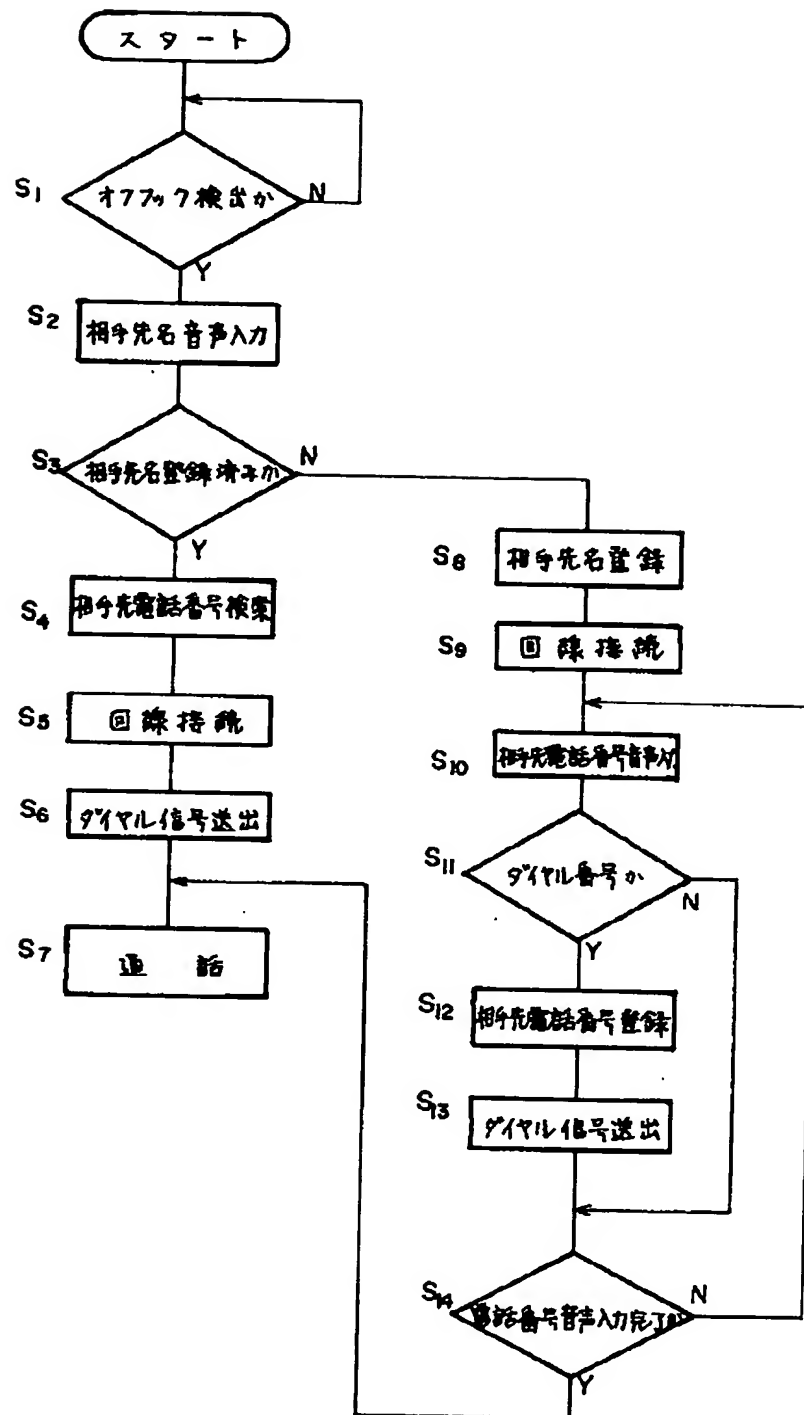 スタート
S1 オフフック検出か N
Y
S2 相手先名音声入力
S3 相手先名登録済みか N
Y
S4 相手先電話番号検索
S5 回線接続
S6 ダイヤル信号送出
S7 通話
S8 相手先名登録
S9 回線接続
S10 相手先電話番号音声入力
S11 ダイヤル番号か N
Y
S12 相手先電話番号登録
S13 ダイヤル信号送出
S14 電話番号音声入力完了か N
Y